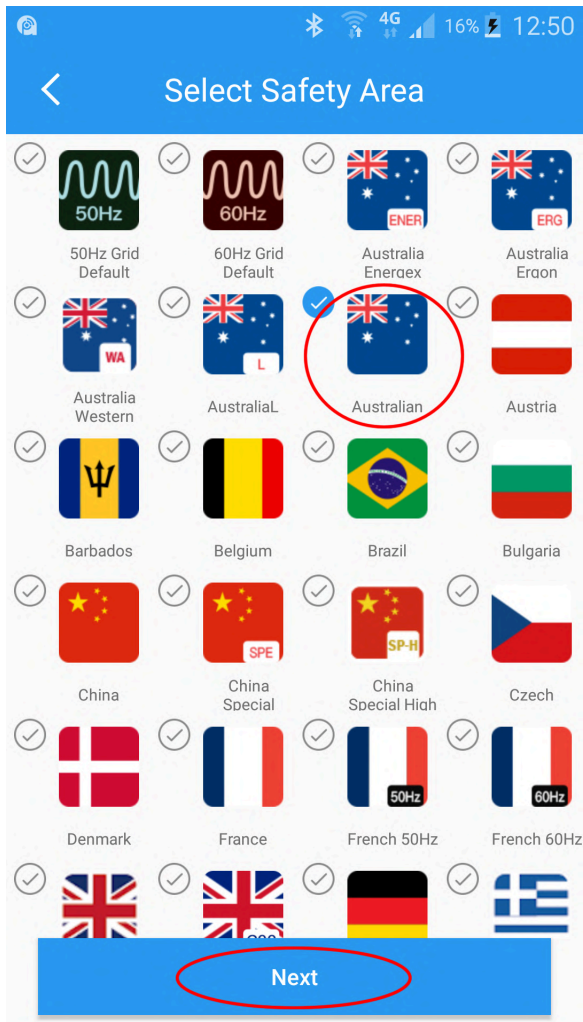 4G 16% 12:50
Select Safety Area
50Hz 60Hz ENER ERG
50Hz Grid Default
60Hz Grid Default
Australia Energex
Australia Ergon
WA L
Australia Western
AustraliaL
Australian
Austria
Barbados
Belgium
Brazil
Bulgaria
SPE SP-H
China
China Special
China Special High
Czech
50Hz 60Hz
Denmark
France
French 50Hz
French 60Hz
Next